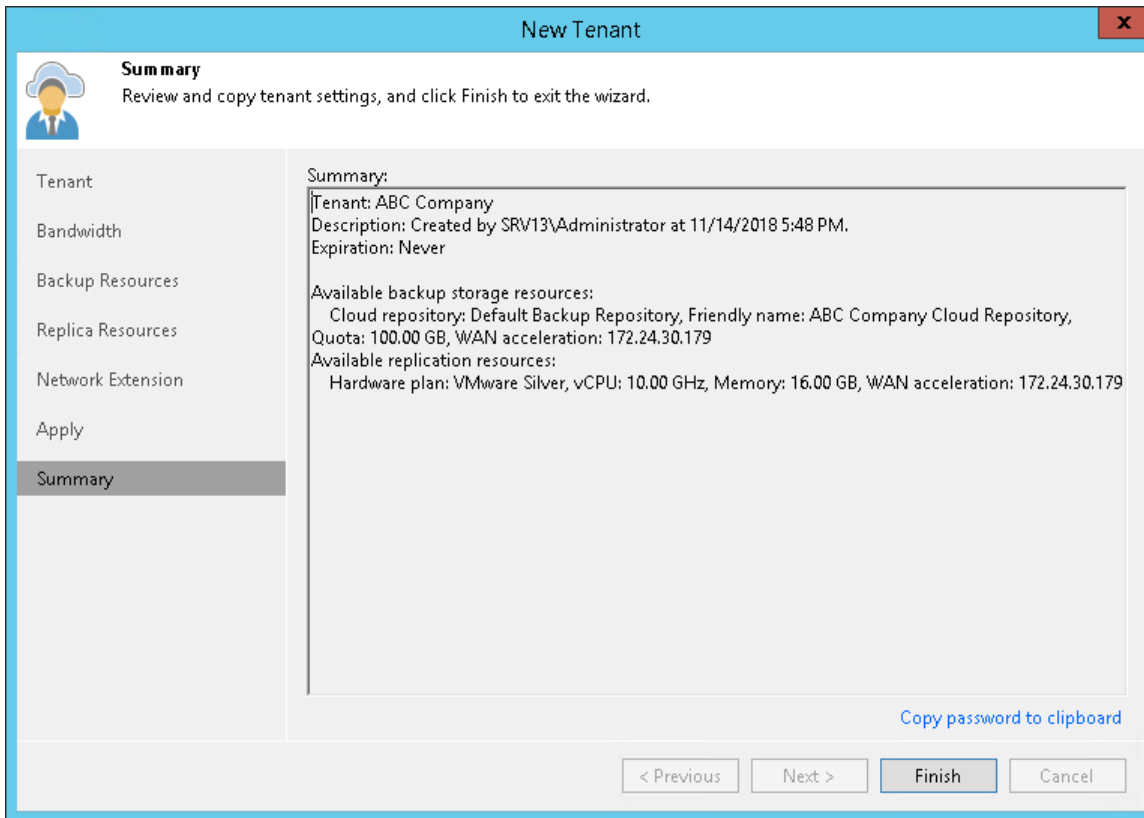 New Tenant
x
Summary
Review and copy tenant settings, and click Finish to exit the wizard.
Tenant
Bandwidth
Backup Resources
Replica Resources
Network Extension
Apply
Summary
Summary:
Tenant: ABC Company
Description: Created by SRV13\Administrator at 11/14/2018 5:48 PM.
Expiration: Never
Available backup storage resources:
Cloud repository: Default Backup Repository, Friendly name: ABC Company Cloud Repository,
Quota: 100.00 GB, WAN acceleration: 172.24.30.179
Available replication resources:
Hardware plan: VMware Silver, vCPU: 10.00 GHz, Memory: 16.00 GB, WAN acceleration: 172.24.30.179
Copy password to clipboard
< Previous
Next >
Finish
Cancel